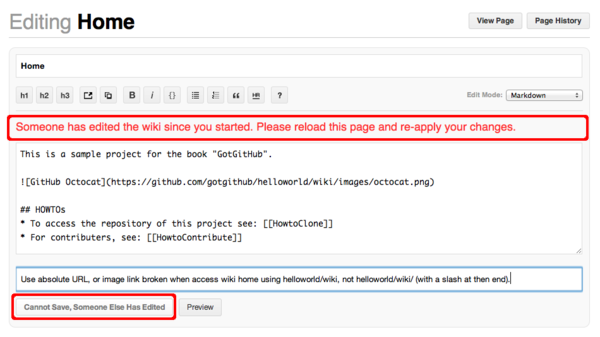 Editing Home
View Page
Page History
Home
h1 h2 h3 B i {} “ HR ?
Edit Mode: Markdown
Someone has edited the wiki since you started. Please reload this page and re-apply your changes.
This is a sample project for the book "GotGitHub".
![GitHub Octocat](https://github.com/gotgithub/helloworld/wiki/images/octocat.png)
## HOWTOs
* To access the repository of this project see: [[HowtoClone]]
* For contributers, see: [[HowtoContribute]]
Use absolute URL, or image link broken when access wiki home using helloworld/wiki, not helloworld/wiki/ (with a slash at then end).
Cannot Save, Someone Else Has Edited
Preview